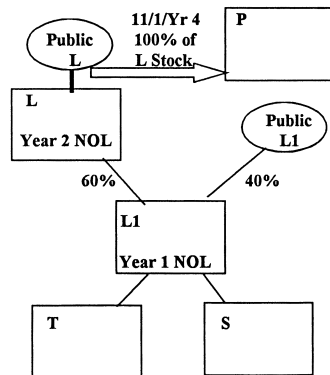 Public
L
11/1/Yr 4
100% of
L Stock
P
L
Year 2 NOL
Public
L1
60%
40%
L1
Year 1 NOL
T
S